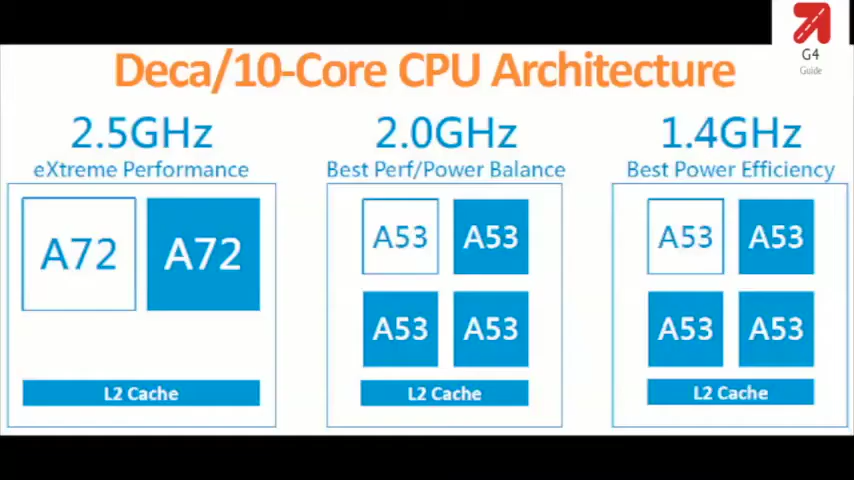 G4
Guide
Deca/10-Core CPU Architecture
2.5GHz
eXtreme Performance
A72 A72
L2 Cache
2.0GHz
Best Perf/Power Balance
A53 A53
A53 A53
L2 Cache
1.4GHz
Best Power Efficiency
A53 A53
A53 A53
L2 Cache